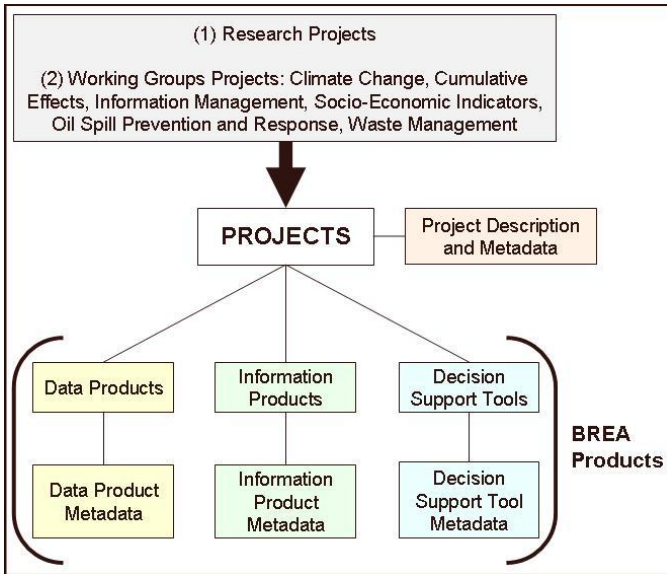 (1) Research Projects
(2) Working Groups Projects: Climate Change, Cumulative
Effects, Information Management, Socio-Economic Indicators,
Oil Spill Prevention and Response, Waste Management
PROJECTS
Project Description
and Metadata
Data Products
Information
Products
Decision
Support Tools
BREA
Products
Data Product
Metadata
Information
Product
Metadata
Decision
Support Tool
Metadata